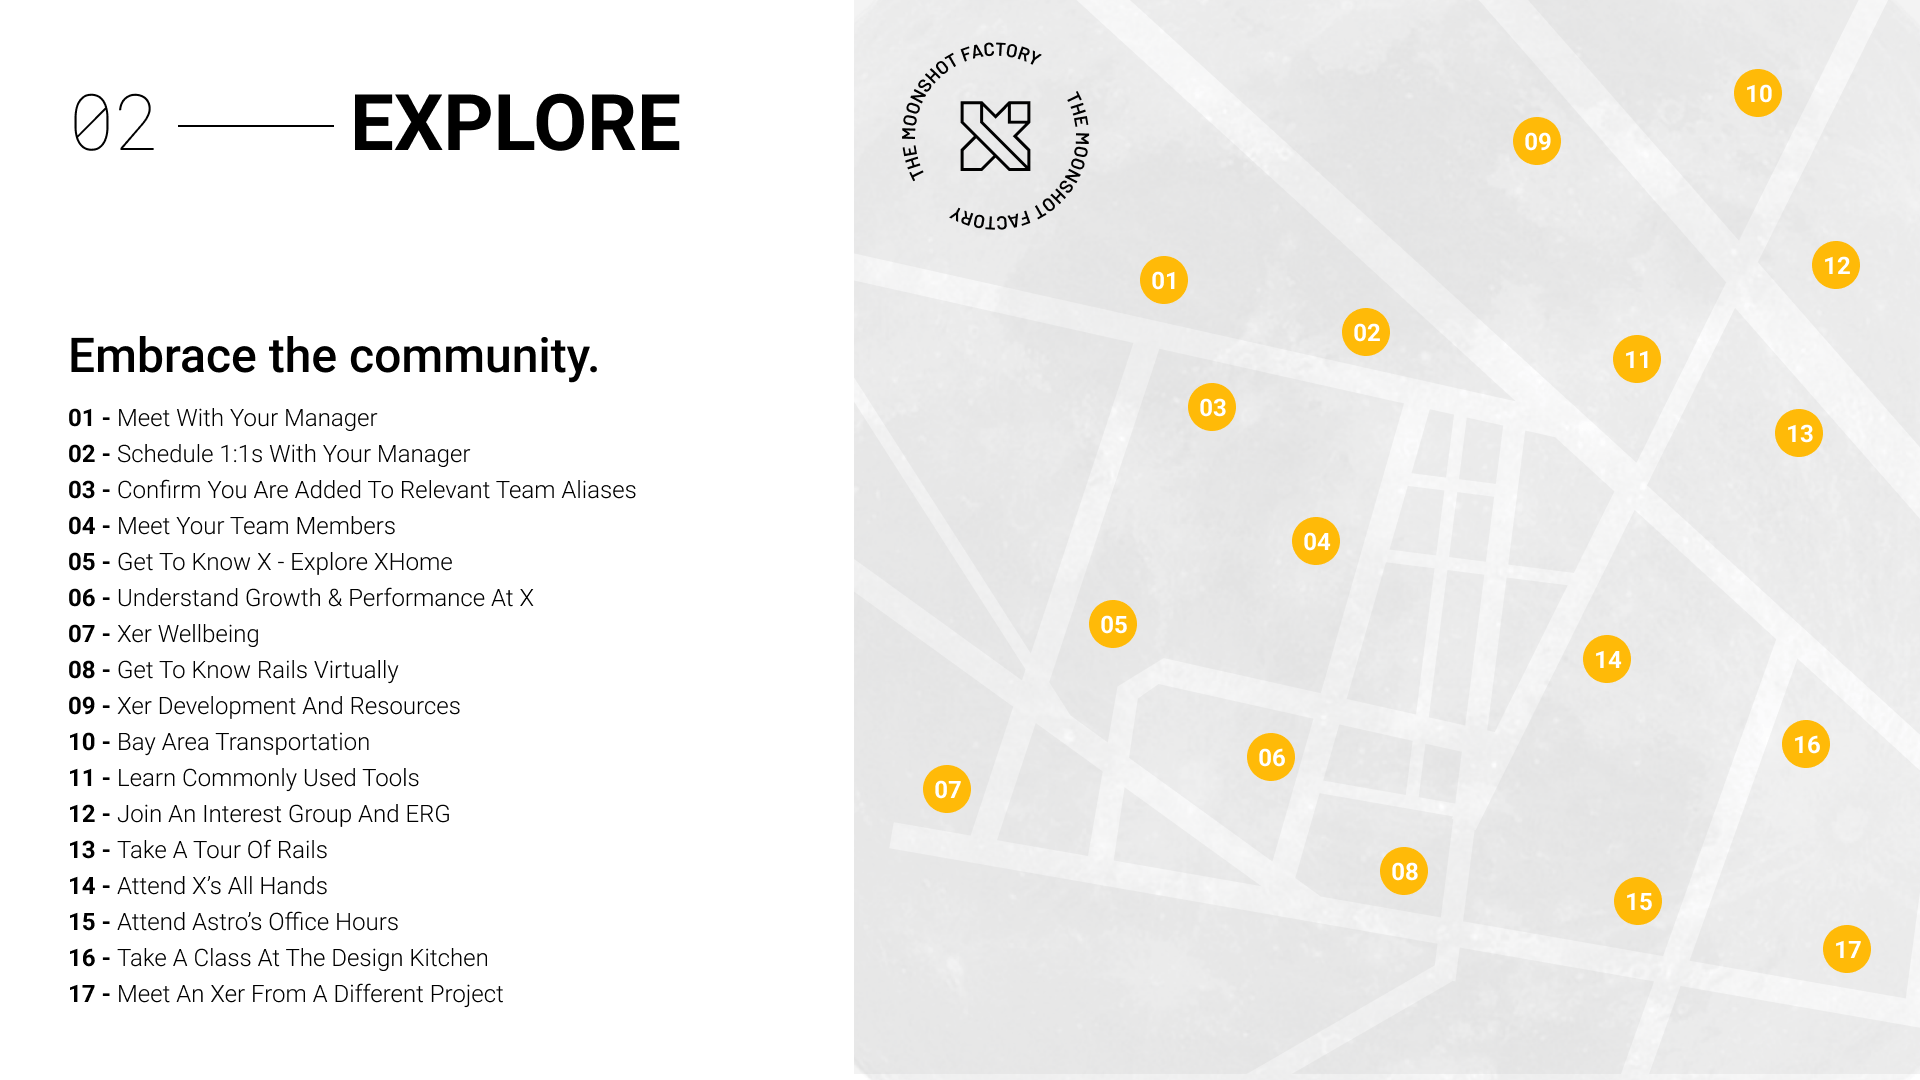 02 EXPLORE
Embrace the community.
01 - Meet With Your Manager
02 - Schedule 1:1s With Your Manager
03 - Confirm You Are Added To Relevant Team Aliases
04 - Meet Your Team Members
05 - Get To Know X - Explore XHome
06 - Understand Growth & Performance At X
07 - Xer Wellbeing
08 - Get To Know Rails Virtually
09 - Xer Development And Resources
10 - Bay Area Transportation
11 - Learn Commonly Used Tools
12 - Join An Interest Group And ERG
13 - Take A Tour Of Rails
14 - Attend X’s All Hands
15 - Attend Astro’s Office Hours
16 - Take A Class At The Design Kitchen
17 - Meet An Xer From A Different Project
THE MOONSHOT FACTORY
THE MOONSHOT FACTORY
X
10
09
12
01
02
11
03
13
04
05
14
16
06
07
08
15
17